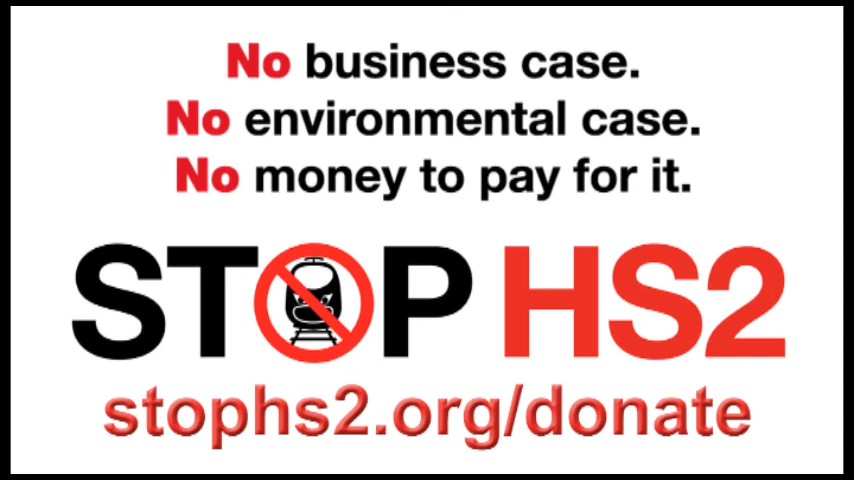 No business case.
No environmental case.
No money to pay for it.
STOP HS2
stophs2.org/donate